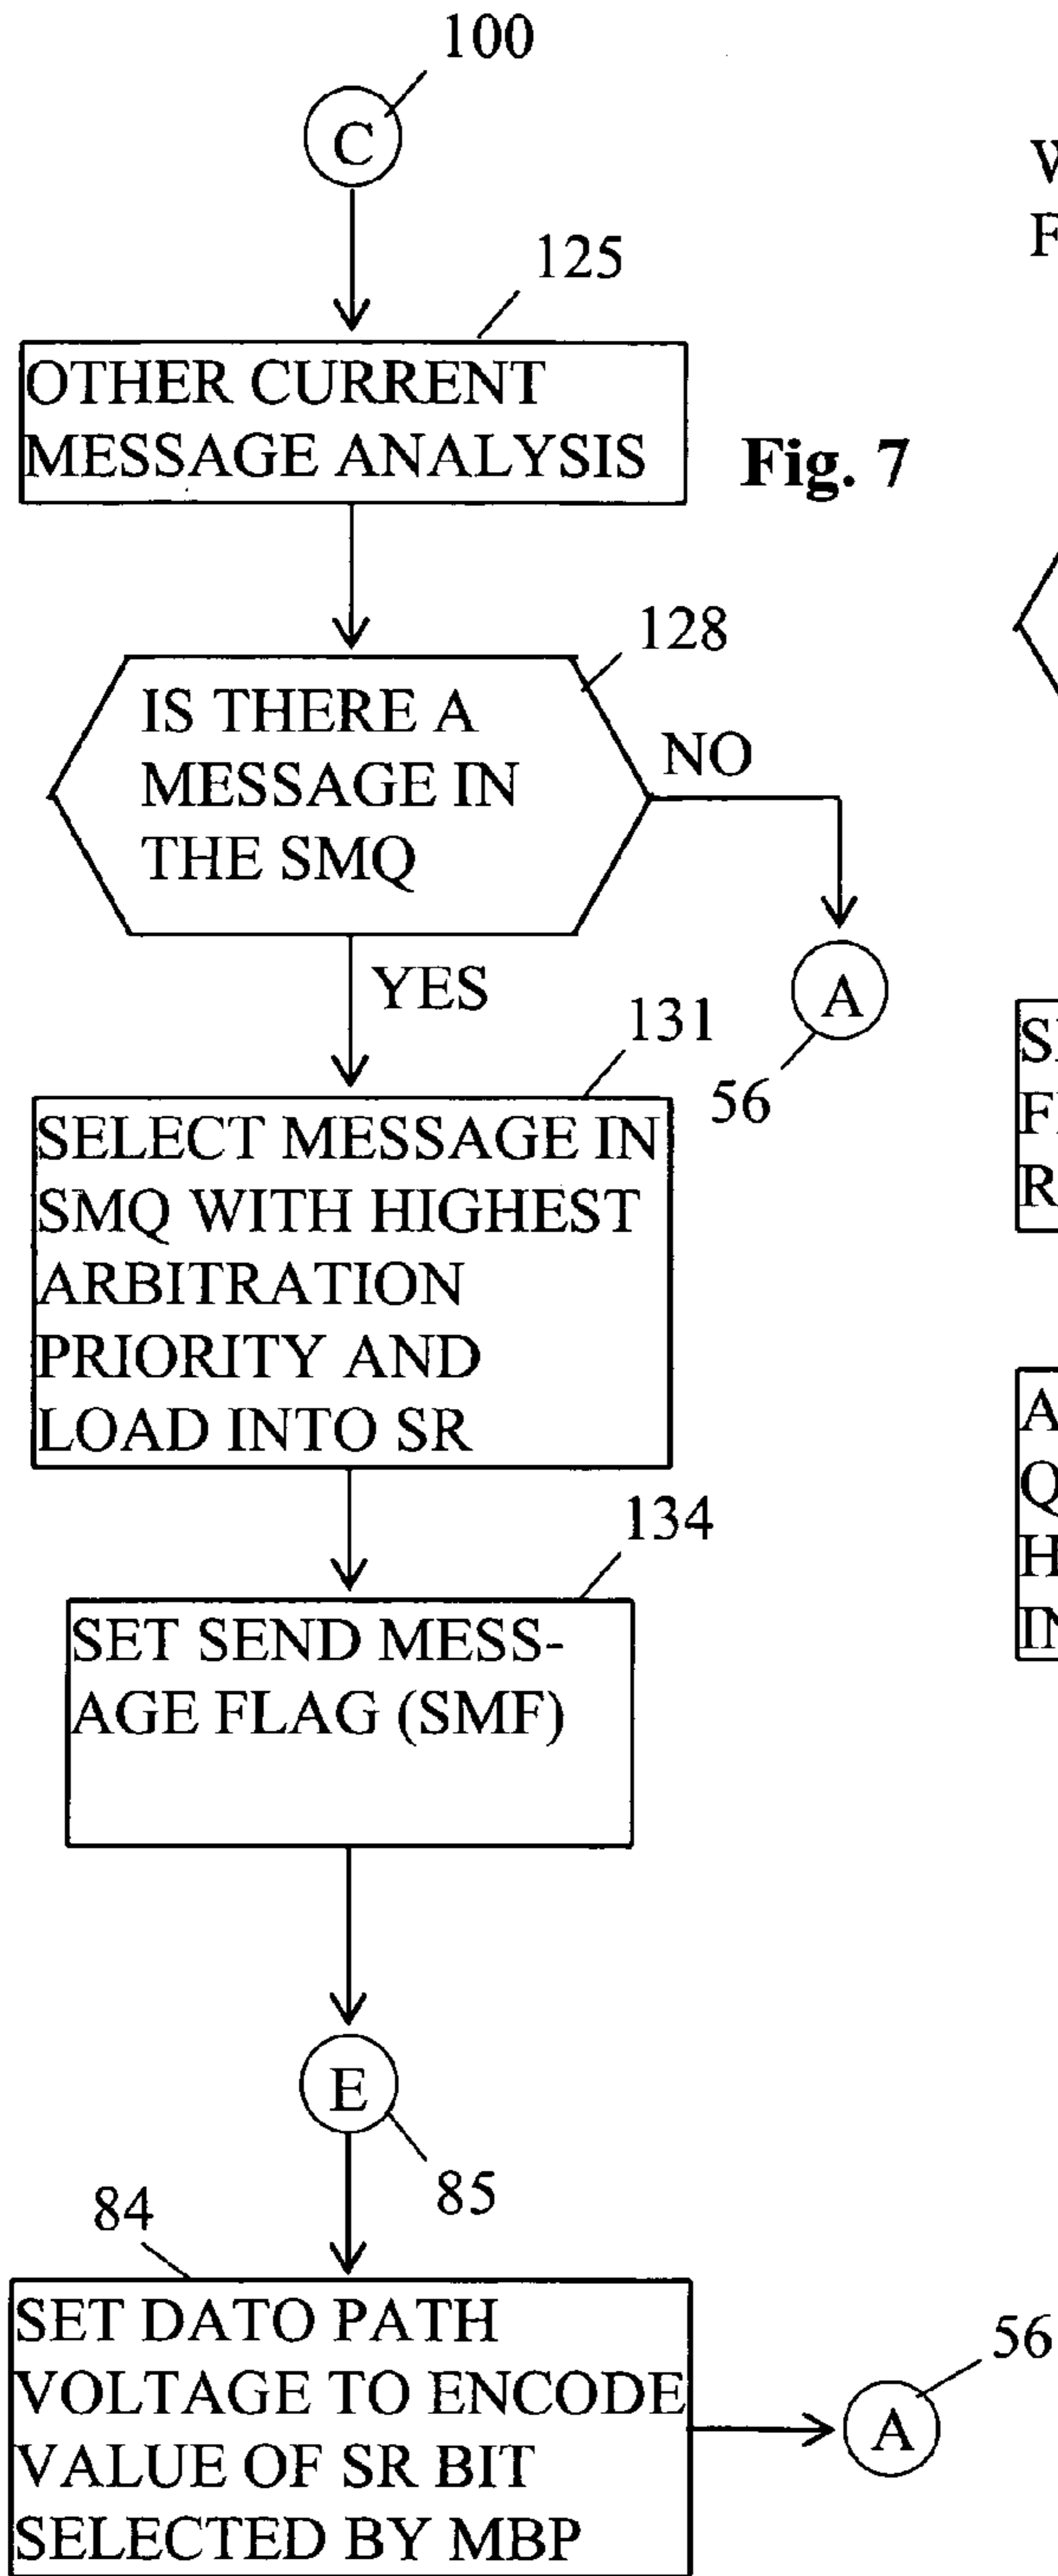 100
C
125
OTHER CURRENT
MESSAGE ANALYSIS
Fig. 7
128
IS THERE A
MESSAGE IN
THE SMQ
NO
YES
A
56
131
SELECT MESSAGE IN
SMQ WITH HIGHEST
ARBITRATION
PRIORITY AND
LOAD INTO SR
134
SET SEND MESS-
AGE FLAG (SMF)
E
85
84
SET DATO PATH
VOLTAGE TO ENCODE
VALUE OF SR BIT
SELECTED BY MBP
56
A